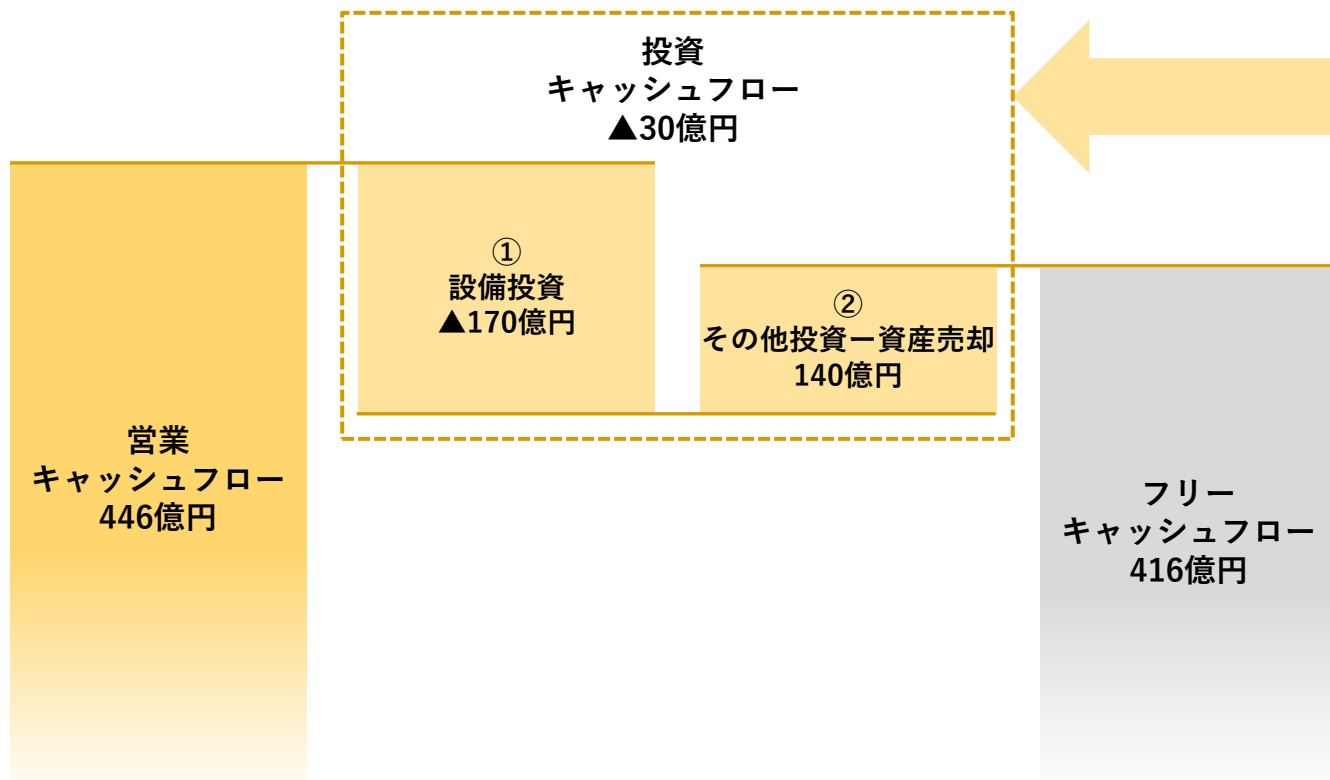 投資
キャッシュフロー
▲30億円
①
設備投資
▲170億円
②
その他投資ー資産売却
140億円
営業
キャッシュフロー
446億円
フリー
キャッシュフロー
416億円